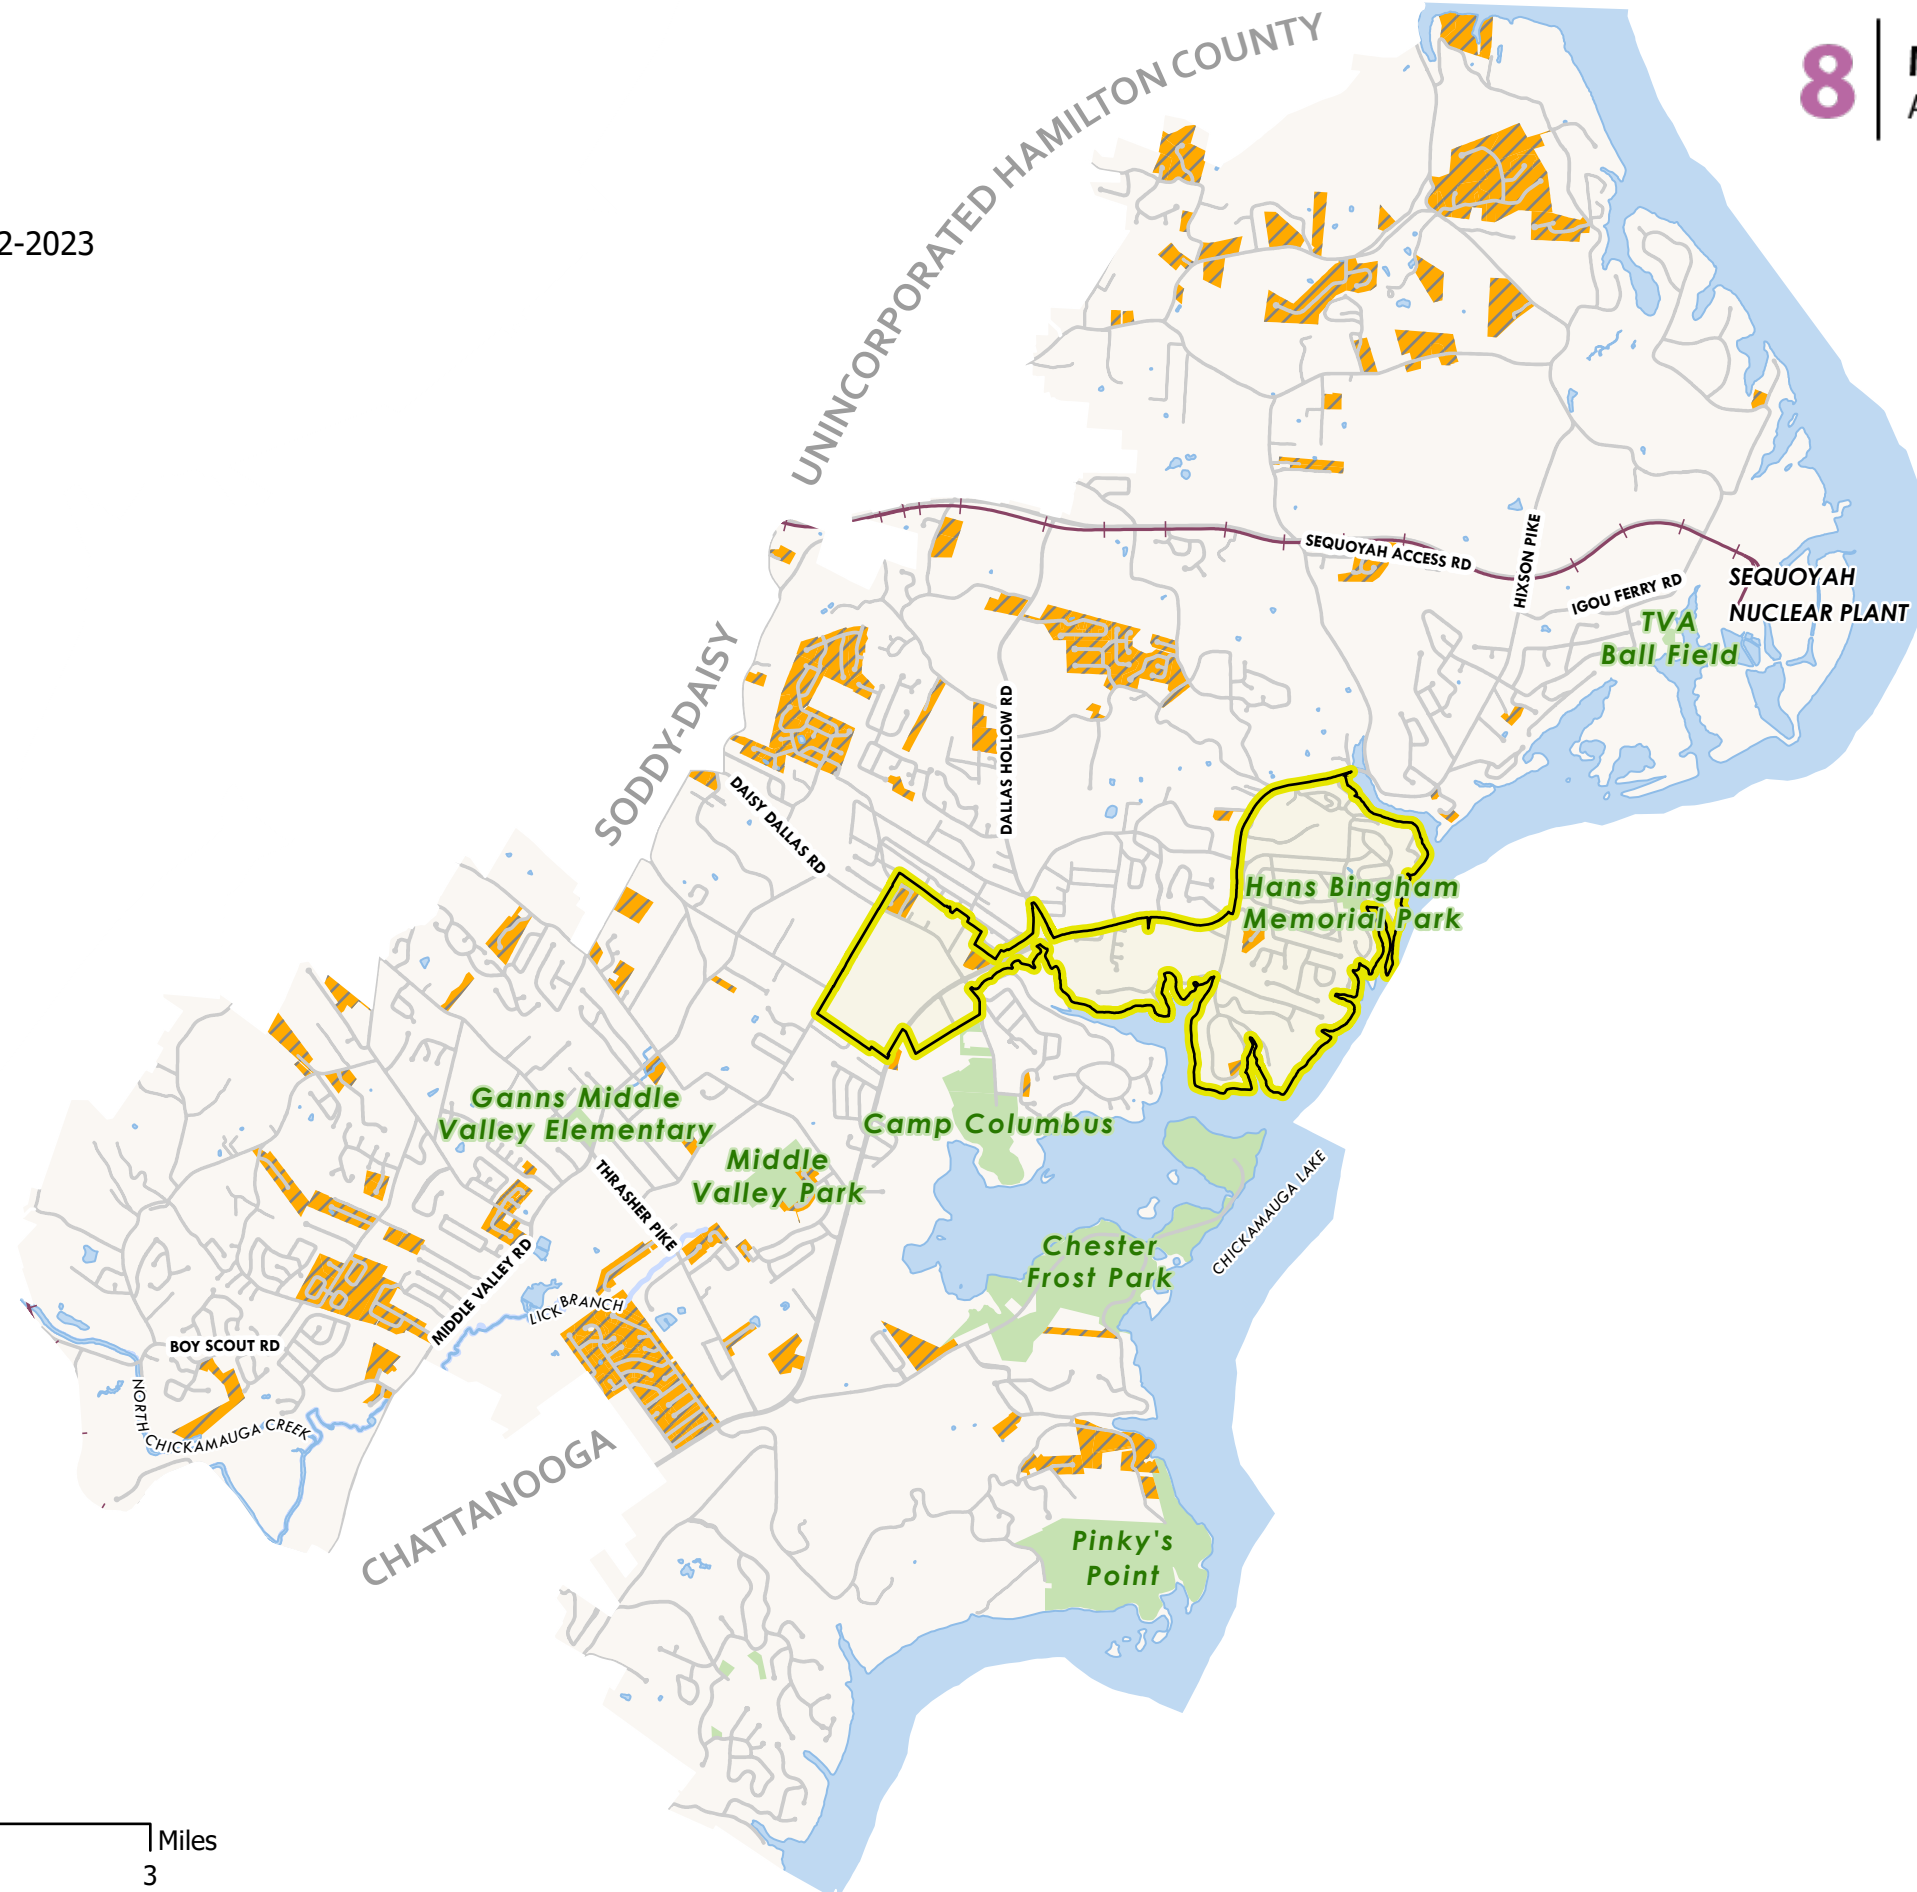 UNINCORPORATED HAMILTON COUNTY
8
2-2023
SEQUOYAH ACCESS RD
HIXSON PIKE
IGOU FERRY RD
SEQUOYAH
NUCLEAR PLANT
TVA
Ball Field
SODDY-DAISY
DALLAS HOLLOW RD
DAISY DALLAS RD
Hans Bingham
Memorial Park
Ganns Middle
Valley Elementary
Camp Columbus
Middle
Valley Park
THRASHER PIKE
CHICKAMAUGA LAKE
Chester
Frost Park
MIDDLE VALLEY RD
LICK BRANCH
BOY SCOUT RD
NORTH CHICKAMAUGA CREEK
CHATTANOOGA
Pinky's
Point
Miles
3